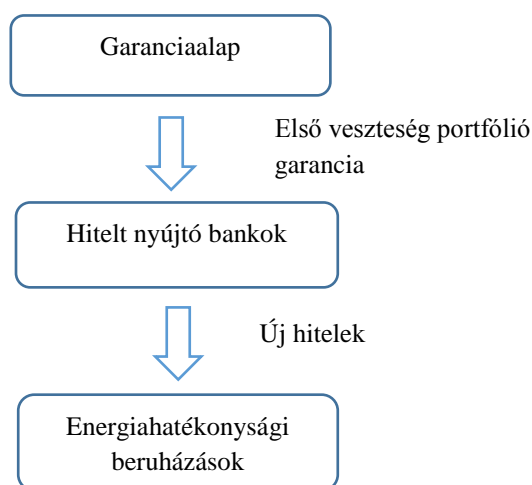 Garanciaalap
Első veszteség portfólió
garancia
Hitelt nyújtó bankok
Új hitelek
Energiahatékonysági
beruházások